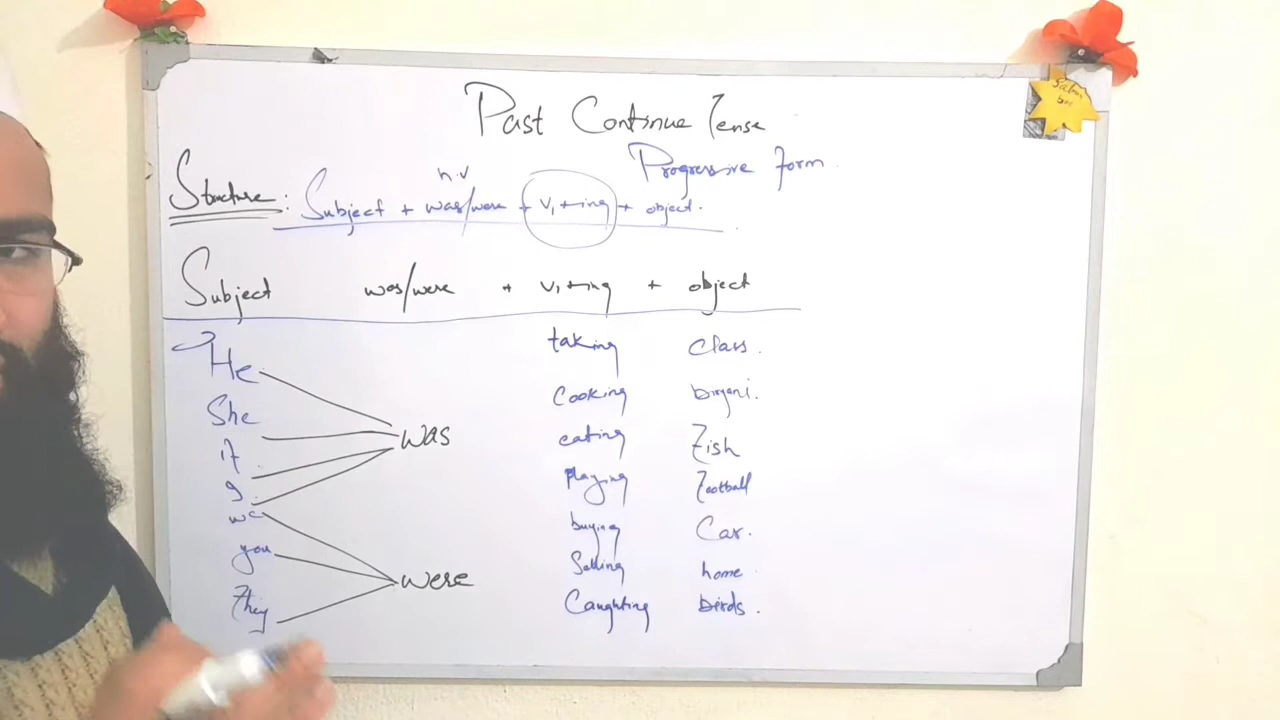 Past Continue Tense
Progressive Form
h.v
Structure: Subject + was/were + V₁ + ing + object.
Subject was/were + V₁ + ing + object
He taking class.
She cooking biryani.
it was eating Fish
I playing Football
we buying Car.
you were Selling home
They Caughting birds.